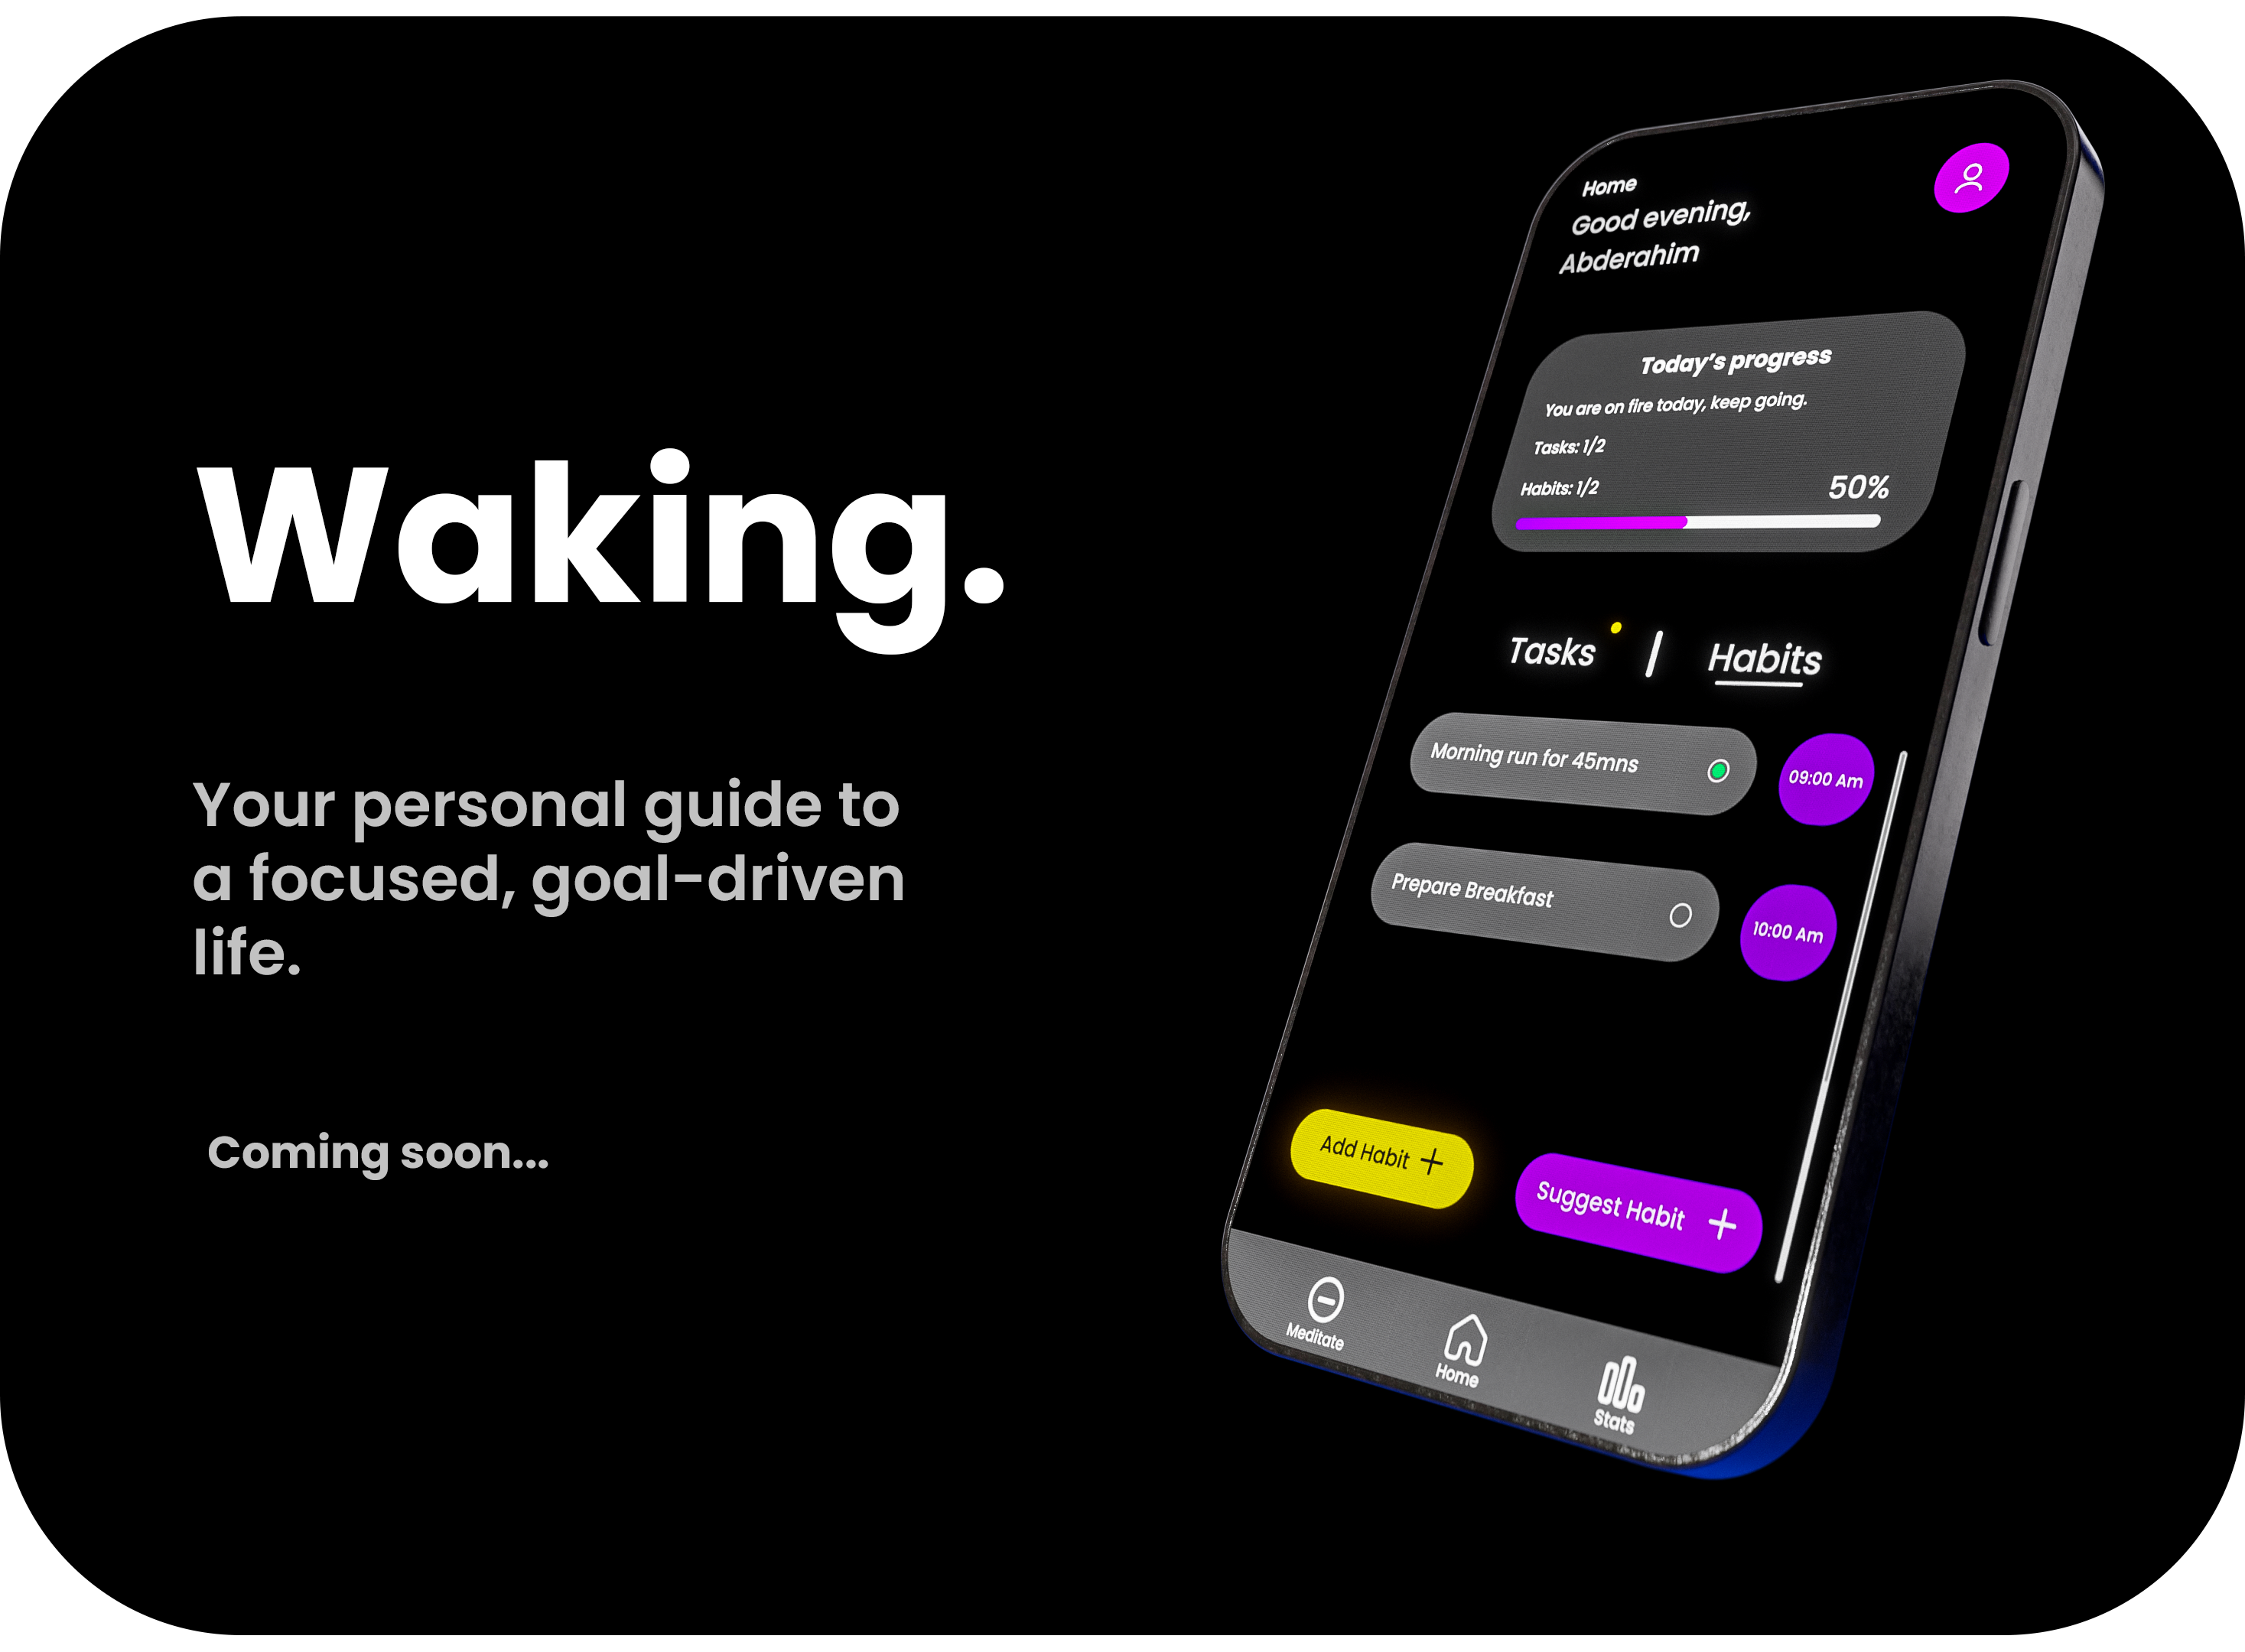 Waking.
Your personal guide to
a focused, goal-driven
life.
Coming soon...
Home
Good evening,
Abderahim
Today's progress
You are on fire today, keep going.
Tasks: 1/2
Habits: 1/2
50%
Tasks | Habits
Morning run for 45mns
09:00 Am
Prepare Breakfast
10:00 Am
Add Habit +
Suggest Habit +
Meditate
Home
Stats